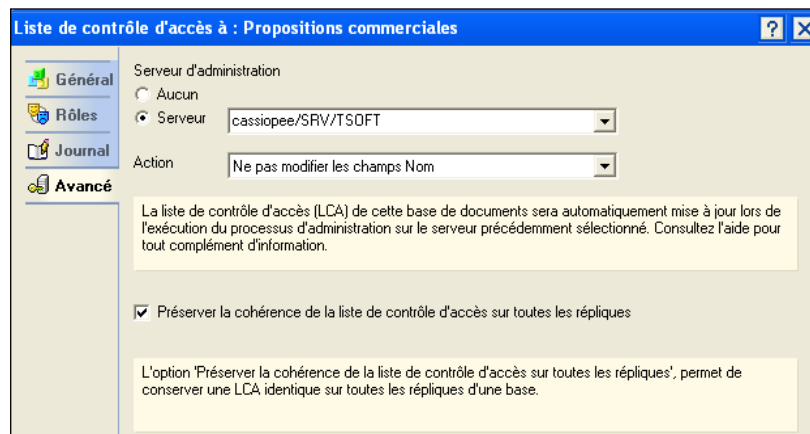 Liste de contrôle d'accès à : Propositions commerciales
Général
Rôles
Journal
Avancé
Serveur d'administration
Aucun
Serveur
cassiopee/SRV/TSOFT
Action
Ne pas modifier les champs Nom
La liste de contrôle d'accès (LCA) de cette base de documents sera automatiquement mise à jour lors de
l'exécution du processus d'administration sur le serveur précédemment sélectionné. Consultez l'aide pour
tout complément d'information.
Préserver la cohérence de la liste de contrôle d'accès sur toutes les répliques
L'option 'Préserver la cohérence de la liste de contrôle d'accès sur toutes les répliques', permet de
conserver une LCA identique sur toutes les répliques d'une base.